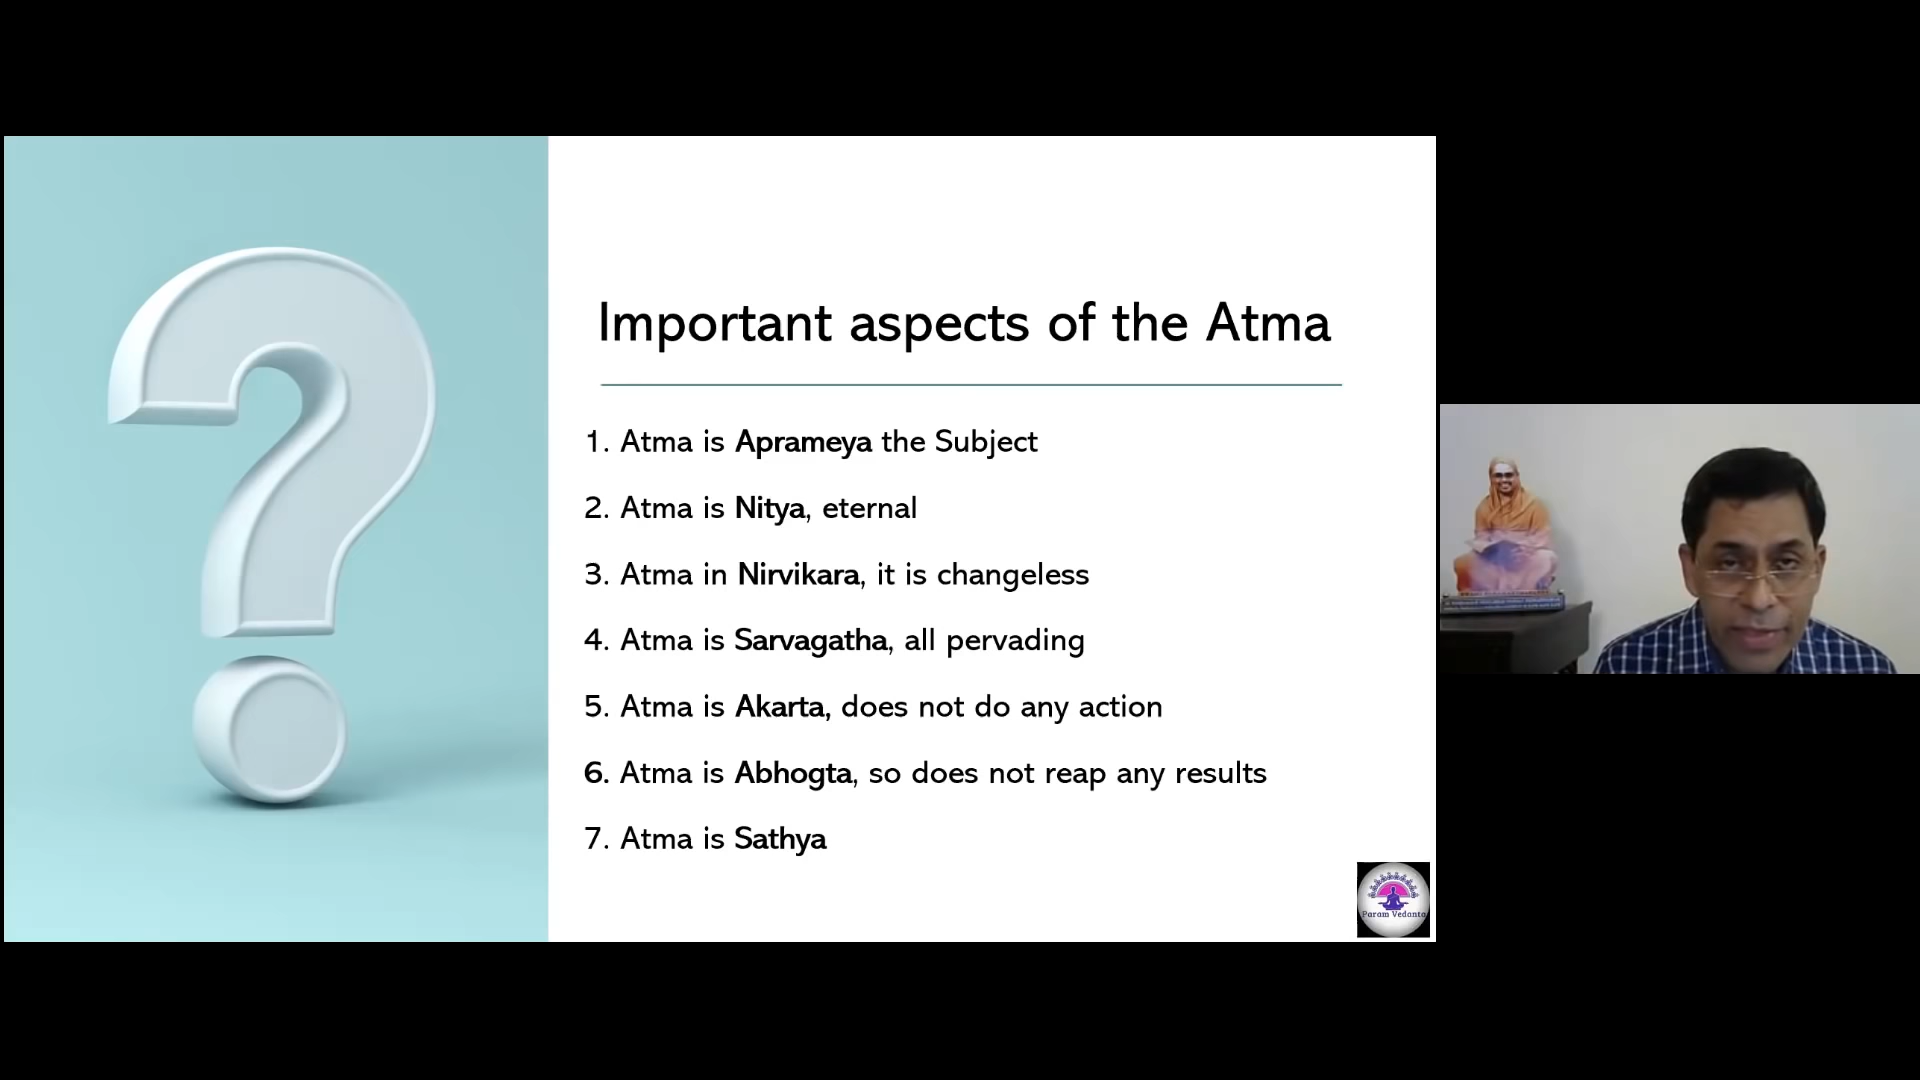 Important aspects of the Atma
1. Atma is Aprameya the Subject
2. Atma is Nitya, eternal
3. Atma in Nirvikara, it is changeless
4. Atma is Sarvagatha, all pervading
5. Atma is Akarta, does not do any action
6. Atma is Abhogta, so does not reap any results
7. Atma is Sathya
Param Vedanta